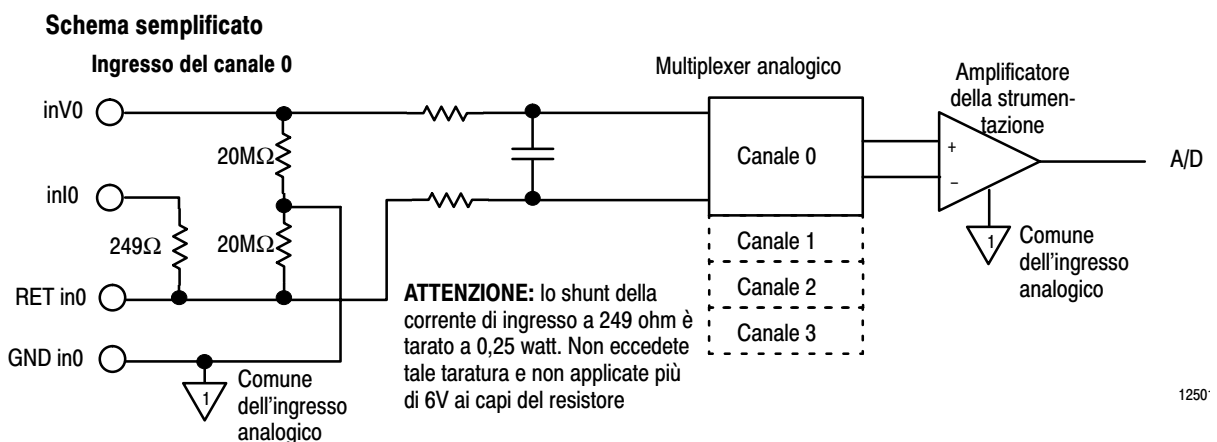 Schema semplificato
Ingresso del canale 0
Multiplexer analogico
Amplificatore
della strumen-
tazione
inV0
20MΩ
Canale 0
+
−
A/D
inI0
249Ω
20MΩ
Canale 1
1
Comune
dell'ingresso
analogico
RET in0
ATTENZIONE: lo shunt della
corrente di ingresso a 249 ohm è
tarato a 0,25 watt. Non eccedete
tale taratura e non applicate più
di 6V ai capi del resistore
Canale 2
Canale 3
GND in0
1
Comune
dell'ingresso
analogico
12501